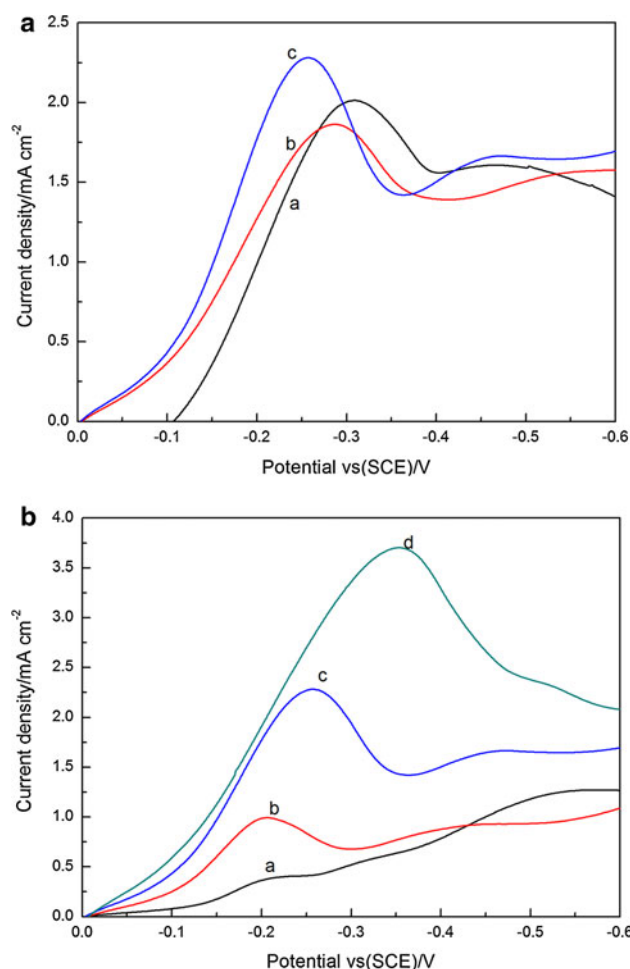 a
2.5
2.0
1.5
1.0
0.5
0.0
c
b
a
Current density/mA cm-2
0.0 -0.1 -0.2 -0.3 -0.4 -0.5 -0.6
Potential vs(SCE)/V
b
4.0
3.5
3.0
2.5
2.0
1.5
1.0
0.5
0.0
d
c
b
a
Current density/mA cm-2
0.0 -0.1 -0.2 -0.3 -0.4 -0.5 -0.6
Potential vs(SCE)/V